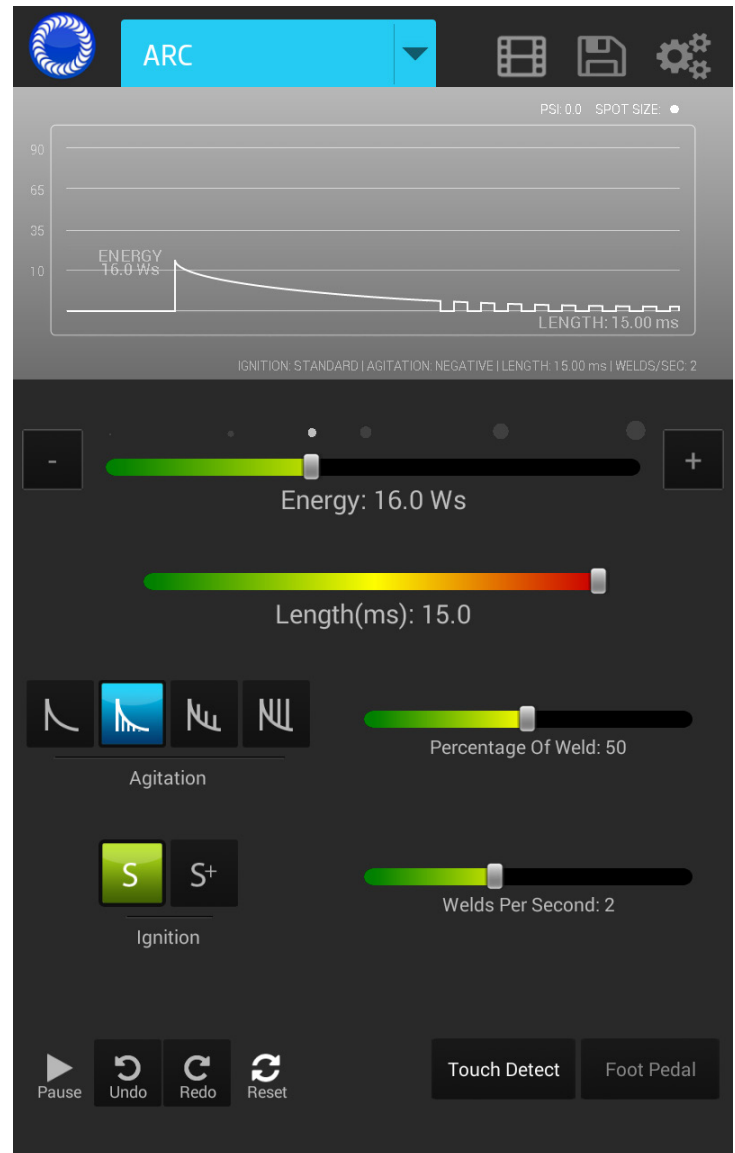 ARC
PSI: 0.0 SPOT SIZE:
90
65
35
10
ENERGY
16.0 Ws
LENGTH: 15.00 ms
IGNITION: STANDARD | AGITATION: NEGATIVE | LENGTH: 15.00 ms | WELDS/SEC: 2
- +
Energy: 16.0 Ws
Length(ms): 15.0
Percentage Of Weld: 50
Agitation
S S+
Welds Per Second: 2
Ignition
Touch Detect Foot Pedal
Pause Undo Redo Reset